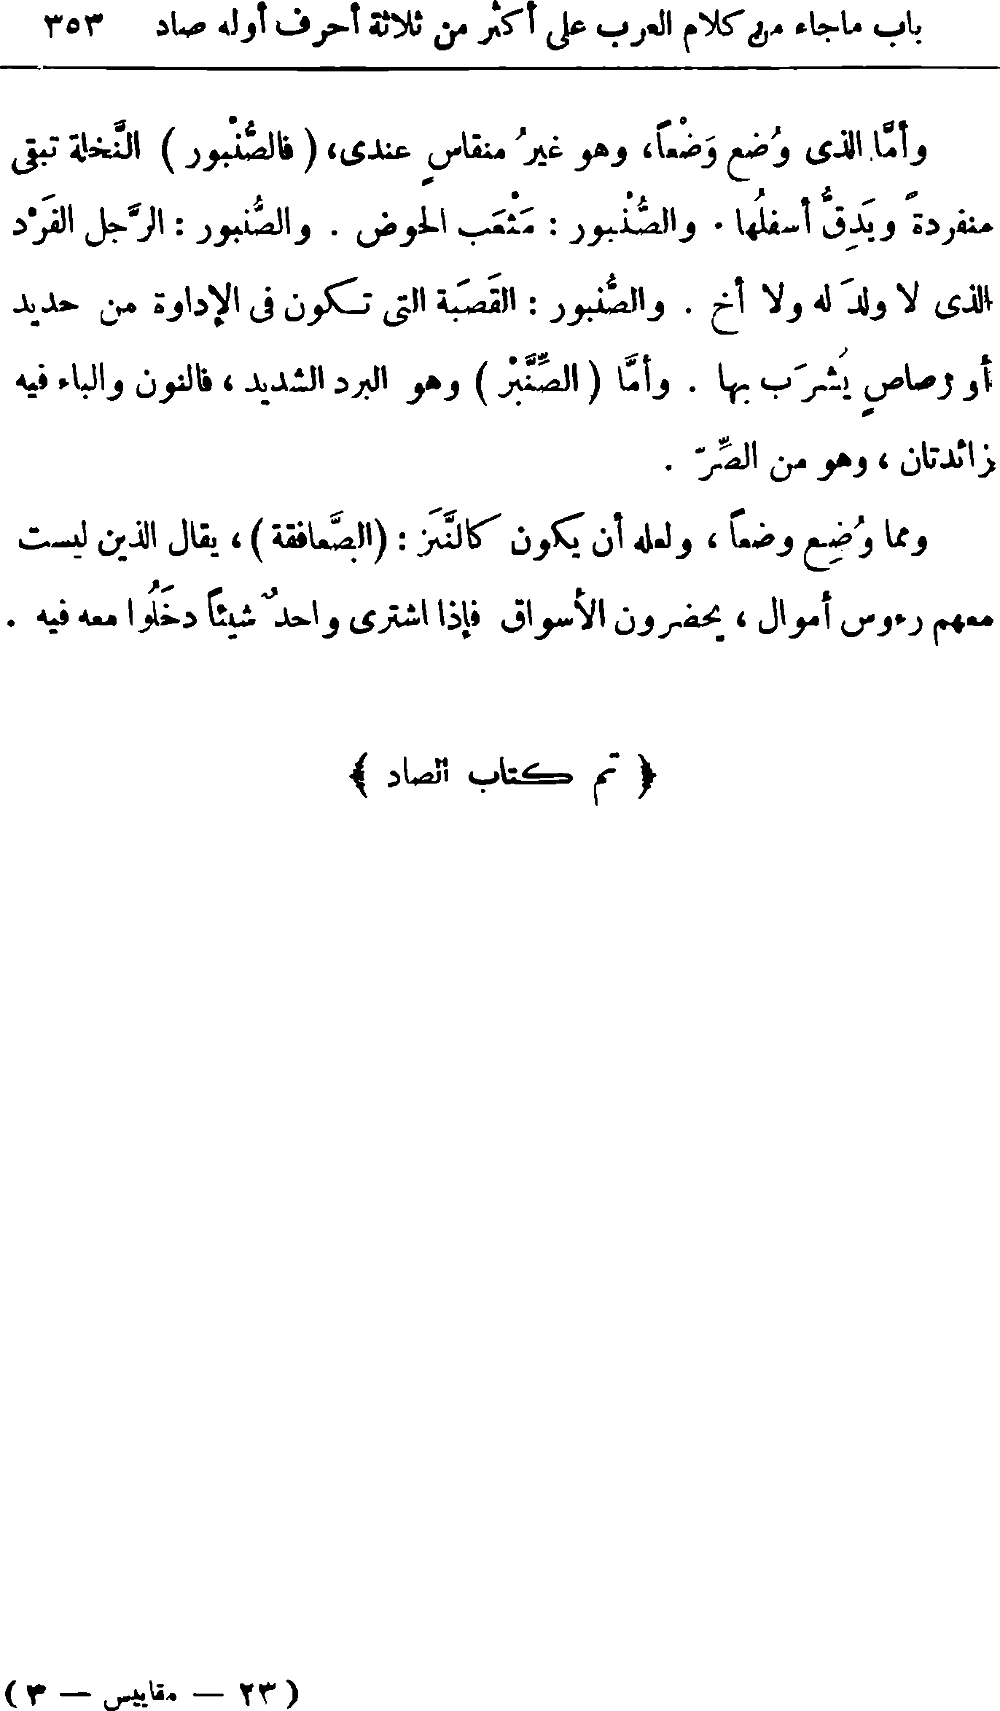 باب ماجاء من كلام العرب على أكثر من ثلاثة أحرف أوله صاد ٣٥٣
وأمَّا الذى وُضع وَضْعاً، وهو غيرُ منقاسٍ عندى، ( فالصُّنْبور ) النَّخلة تبقى
منفردةً ويَدِقُّ أسفلُها . والصُّنْبور : مَثْعَب الحوض . والصُّنبور : الرَّجل الفَرْد
الذى لا ولدَ له ولا أخ . والصُّنبور : القَصَبة التى تكون فى الإداوة من حديد
أو رصاصٍ يُشرَب بها . وأمَّا ( الصِّنَّبْر ) وهو البرد الشديد ، فالنون والباء فيه
زائدتان ، وهو من الصِّرّ .
ومما وُضِع وضعاً ، ولعله أن يكون كالنَّبَز : ( الصَّعافقة ) ، يقال الذين ليست
معهم رءوس أموال ، يحضرون الأسواق فإذا اشترى واحدٌ شيئاً دخَلُوا معه فيه .
﴿ تم كتاب الصاد ﴾
( ٢٣ — مقاييس — ٣ )